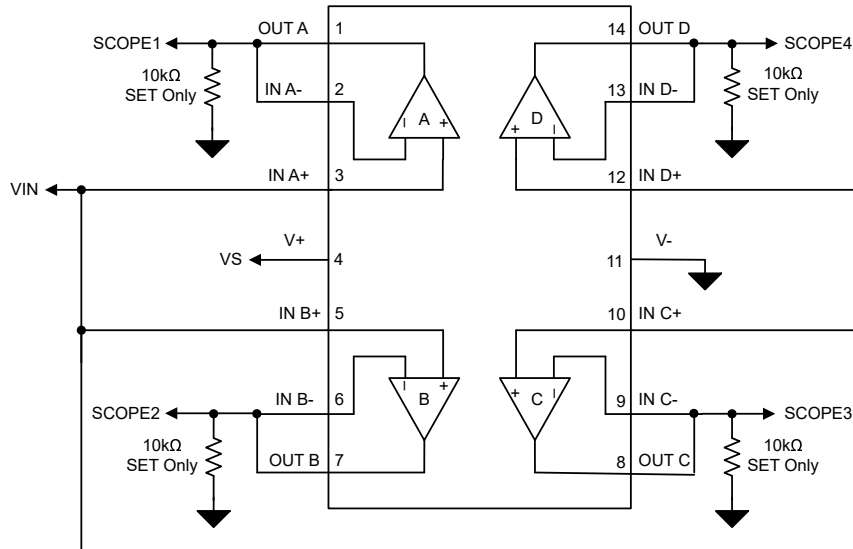 OUT A
1
14
OUT D
SCOPE1
SCOPE4
10kΩ
SET Only
IN A-
2
A
D
13
IN D-
10kΩ
SET Only
VIN
IN A+
3
12
IN D+
V+
V-
VS
4
11
IN B+
5
10
IN C+
SCOPE2
IN B-
6
B
C
9
IN C-
SCOPE3
10kΩ
SET Only
OUT B
7
8
OUT C
10kΩ
SET Only